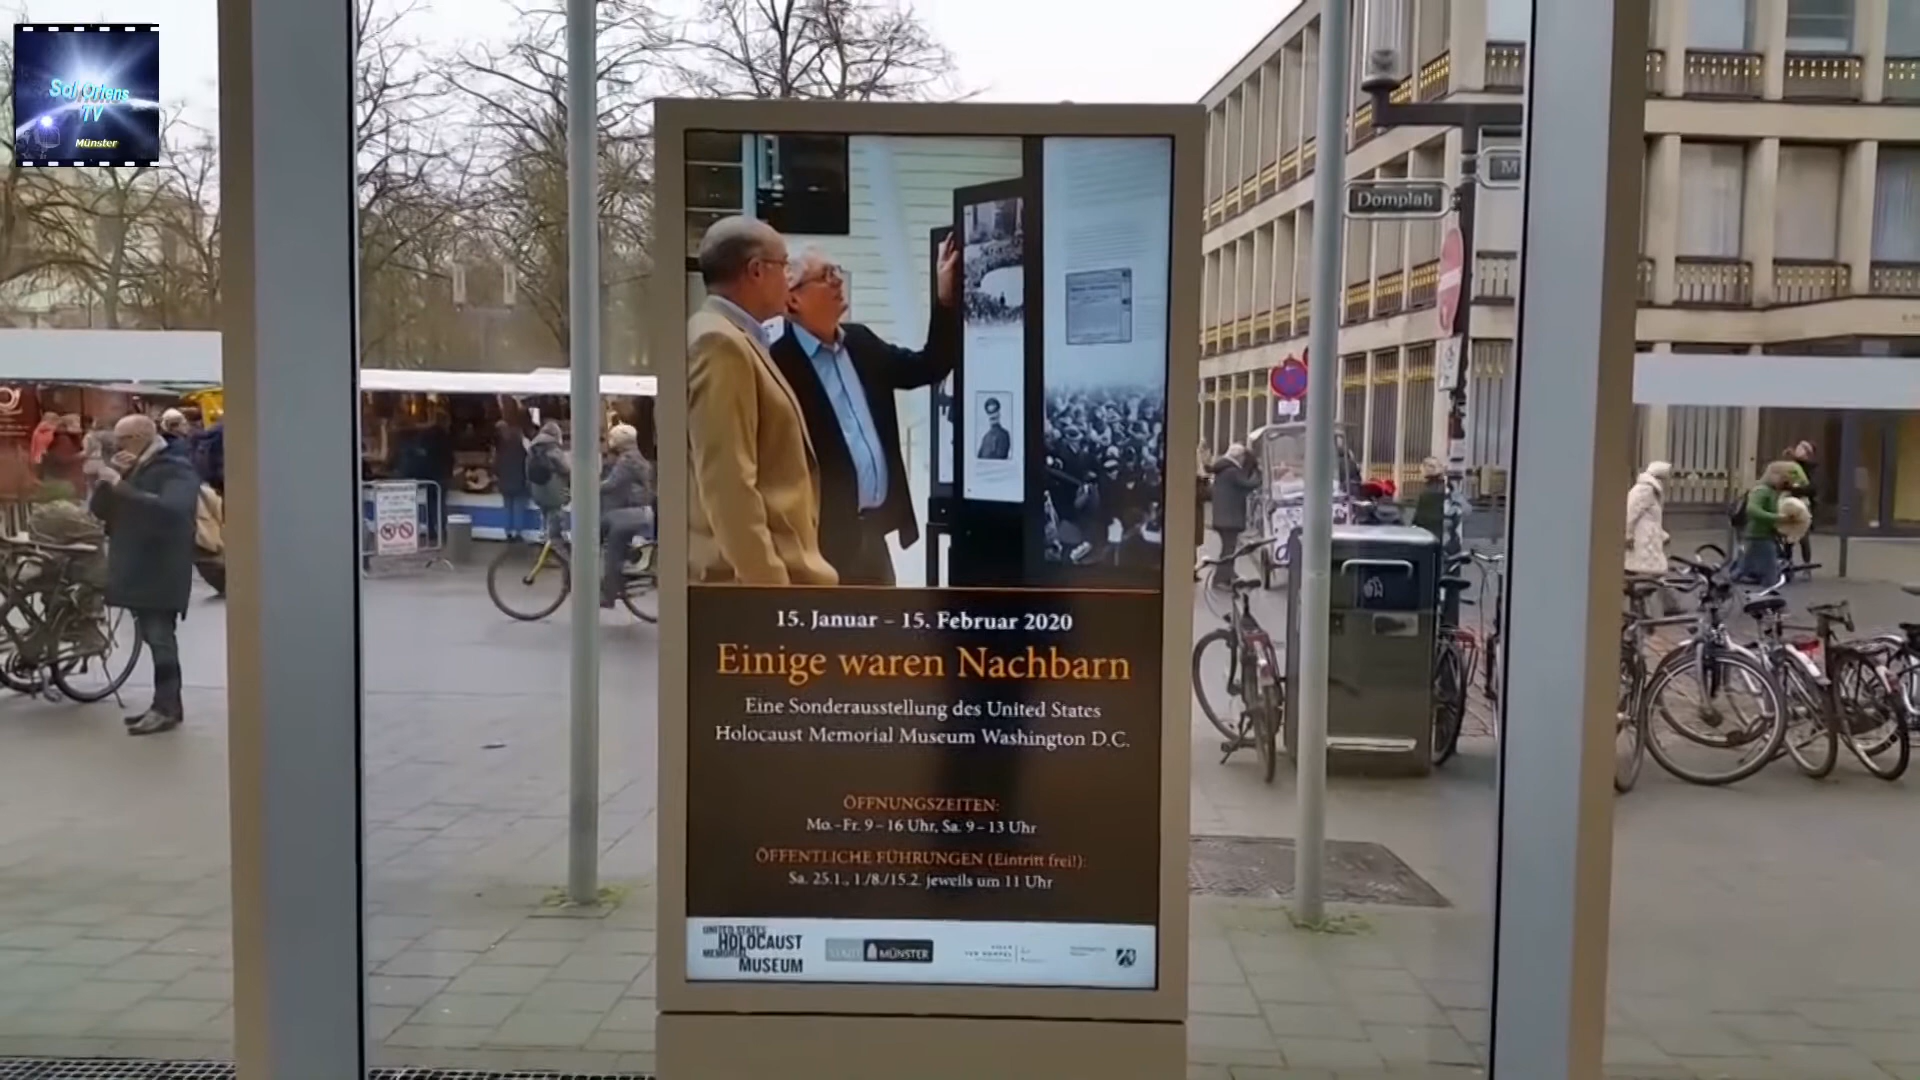 Sol Oriens
TV
Münster
Domplatz
M
15. Januar – 15. Februar 2020
Einige waren Nachbarn
Eine Sonderausstellung des United States
Holocaust Memorial Museum Washington D.C.
ÖFFNUNGSZEITEN:
Mo.–Fr. 9–16 Uhr, Sa. 9–13 Uhr
ÖFFENTLICHE FÜHRUNGEN (Eintritt frei!):
Sa. 25.1., 1./8./15.2. jeweils um 11 Uhr
UNITED STATES
HOLOCAUST
MEMORIAL
MUSEUM
STADT MÜNSTER